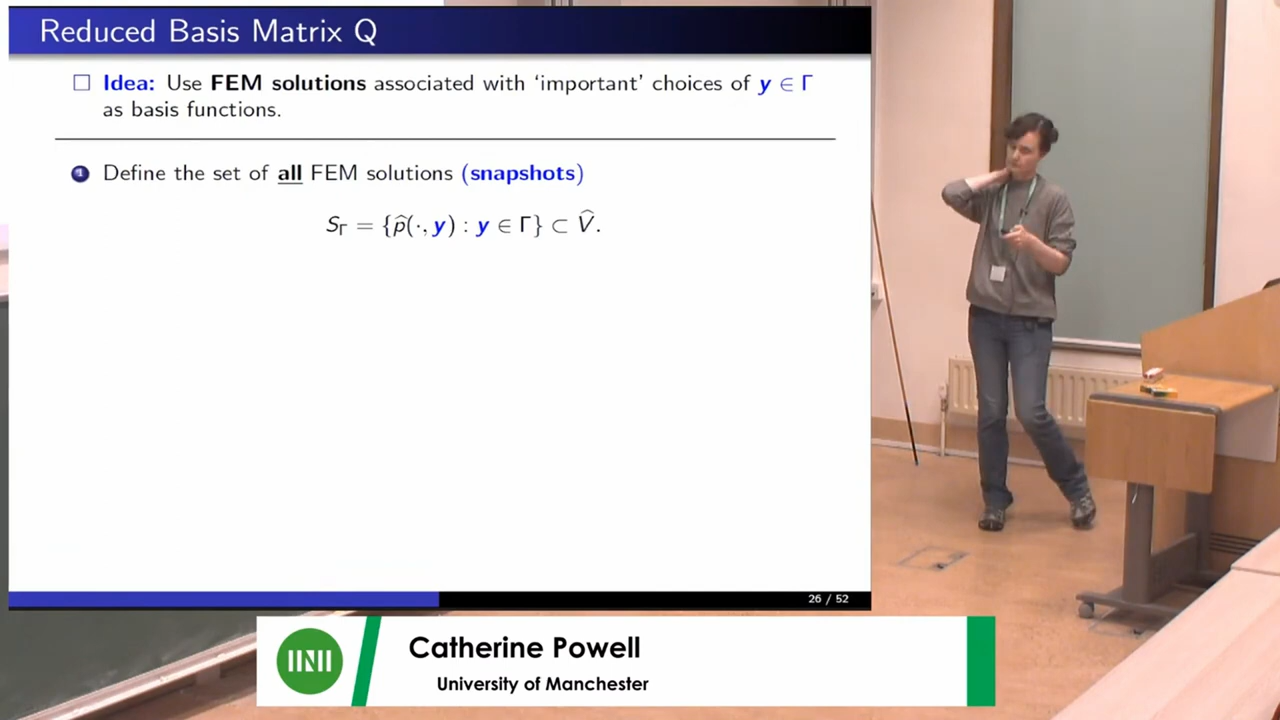 Reduced Basis Matrix Q
□ Idea: Use FEM solutions associated with ‘important’ choices of y ∈ Γ
as basis functions.
1 Define the set of all FEM solutions (snapshots)
S_Γ = {p̂(·, y) : y ∈ Γ} ⊂ V̂.
26 / 52
Catherine Powell
University of Manchester